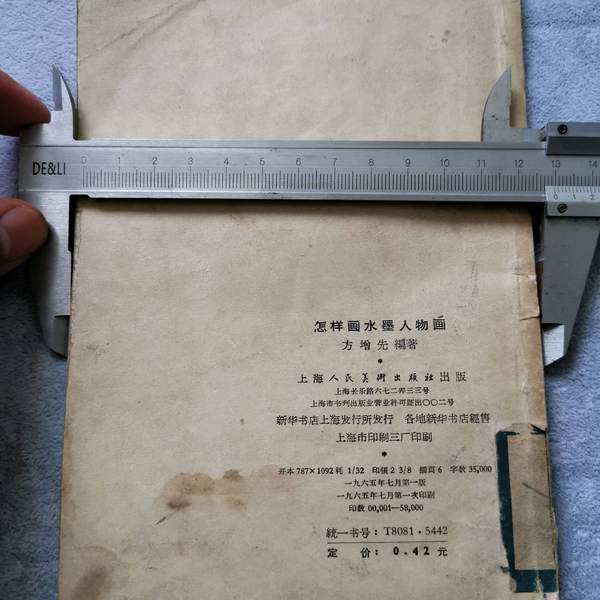 DE&LI
0 1 2 3 4 5 6 7 8 9 10 11 12 13 14
0 1 2
怎样画水墨人物画
方增先 編著
*
上海人民美術出版社出版
上海长乐路六七二弄三三号
上海市书刊出版业营业許可証出〇〇二号
新华书店上海发行所发行 各地新华书店經售
上海市印刷三厂印刷
*
开本 787×1092 耗 1/32 印張 2 3/8 插頁 6 字数 35,000
一九六五年七月第一版
一九六五年七月第一次印刷
印数 00,001—58,000
統一书号：T8081·5442
定 价：0.42 元